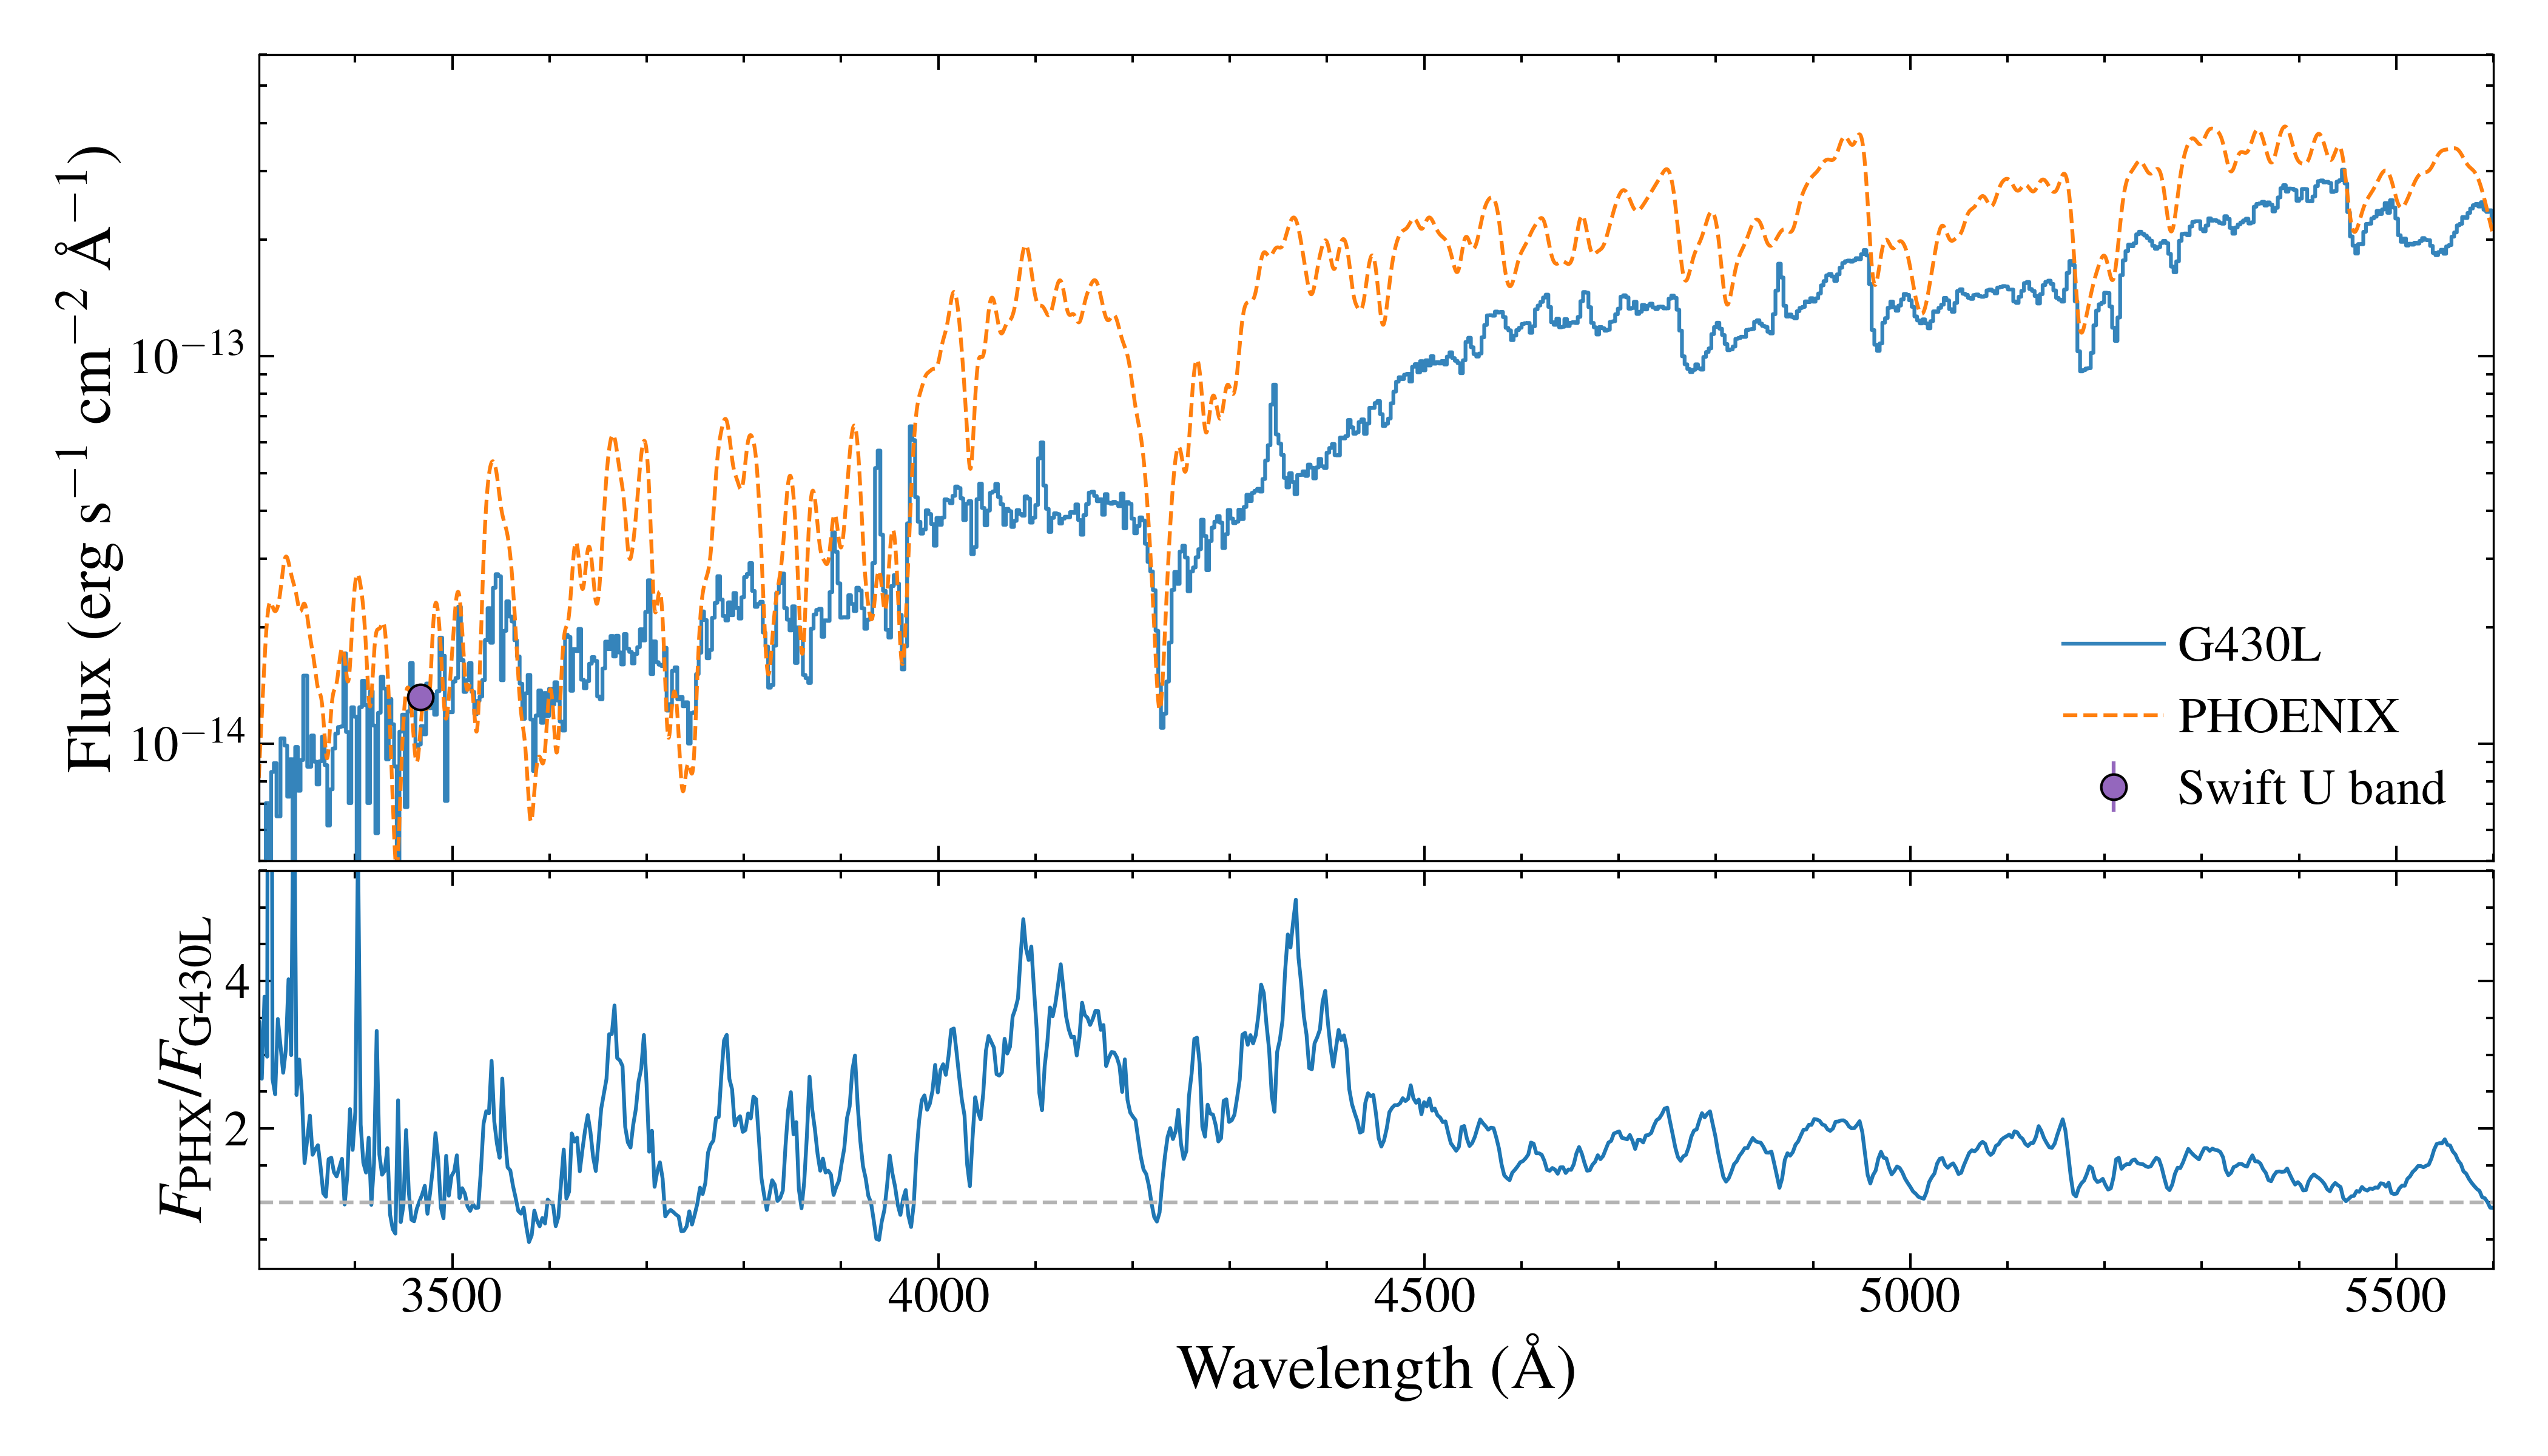 Flux (erg s⁻¹ cm⁻² Å⁻¹)
10⁻¹³
10⁻¹⁴
G430L
PHOENIX
Swift U band
F_PHX/F_G430L
4
2
3500 4000 4500 5000 5500
Wavelength (Å)